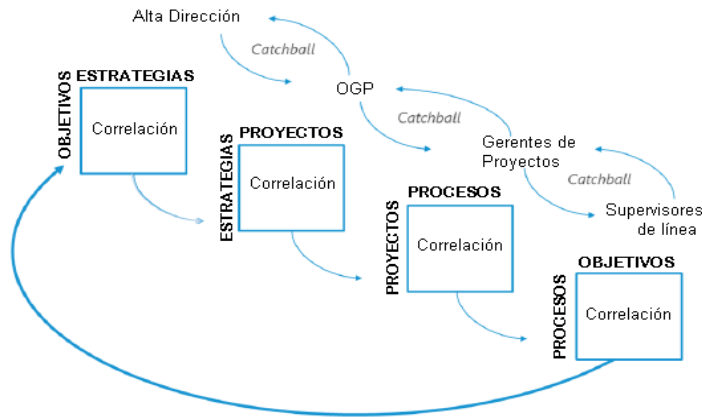 Alta Dirección
Catchball
OGP
Catchball
Gerentes de
Proyectos
Catchball
Supervisores
de línea
ESTRATEGIAS
OBJETIVOS
Correlación
PROYECTOS
ESTRATEGIAS
Correlación
PROCESOS
PROYECTOS
Correlación
OBJETIVOS
PROCESOS
Correlación